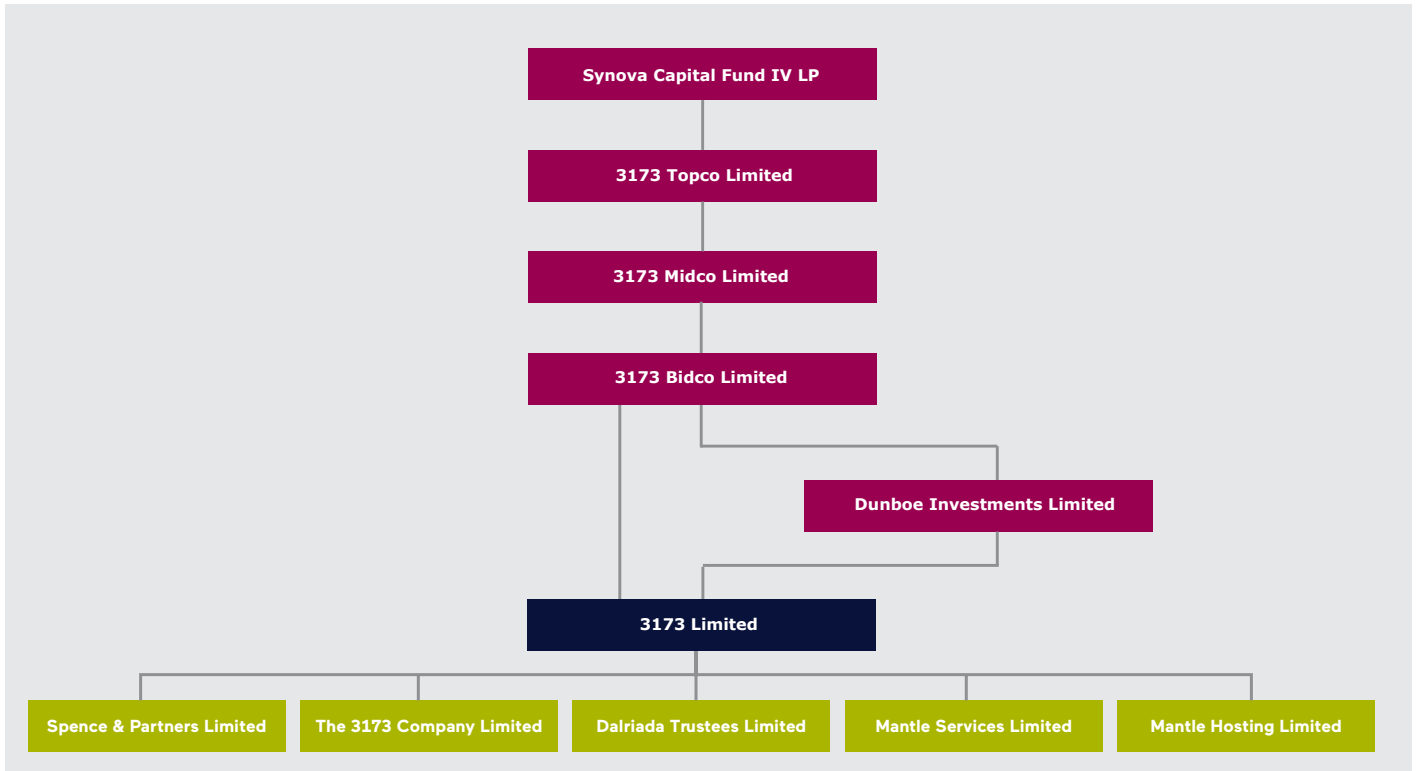 Synova Capital Fund IV LP
3173 Topco Limited
3173 Midco Limited
3173 Bidco Limited
Dunboe Investments Limited
3173 Limited
Spence & Partners Limited
The 3173 Company Limited
Dalriada Trustees Limited
Mantle Services Limited
Mantle Hosting Limited